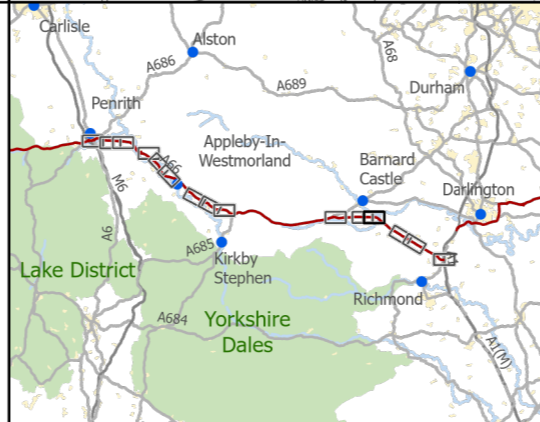 Carlisle
Alston
A686
A68
A689
Durham
Penrith
Appleby-In-
Westmorland
A66
Barnard
Castle
Darlington
M6
A6
A685
Lake District
Kirkby
Stephen
Richmond
A684
Yorkshire
Dales
A1(M)